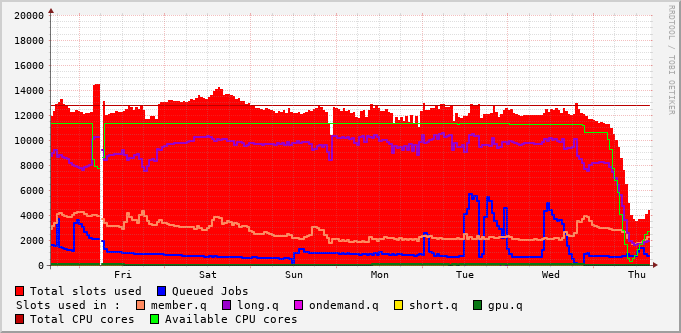 20000
18000
16000
14000
12000
10000
8000
6000
4000
2000
0
Fri Sat Sun Mon Tue Wed Thu
Total slots used Queued Jobs
Slots used in : member.q long.q ondemand.q short.q gpu.q
Total CPU cores Available CPU cores
RRDTOOL / TOBI OETIKER